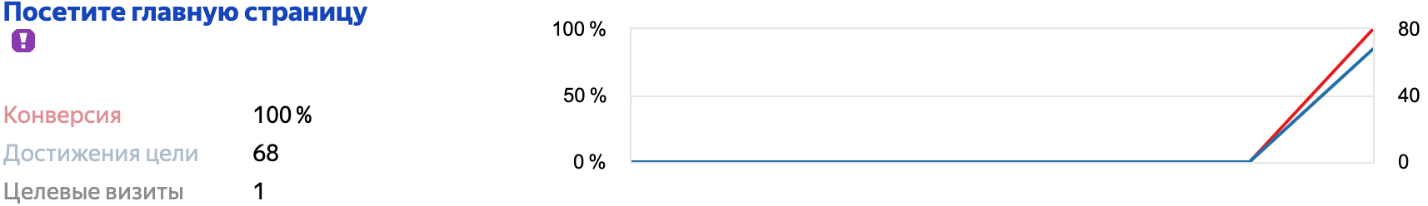 Посетите главную страницу
!
Конверсия 100 %
Достижения цели 68
Целевые визиты 1
100 % 80
50 % 40
0 % 0